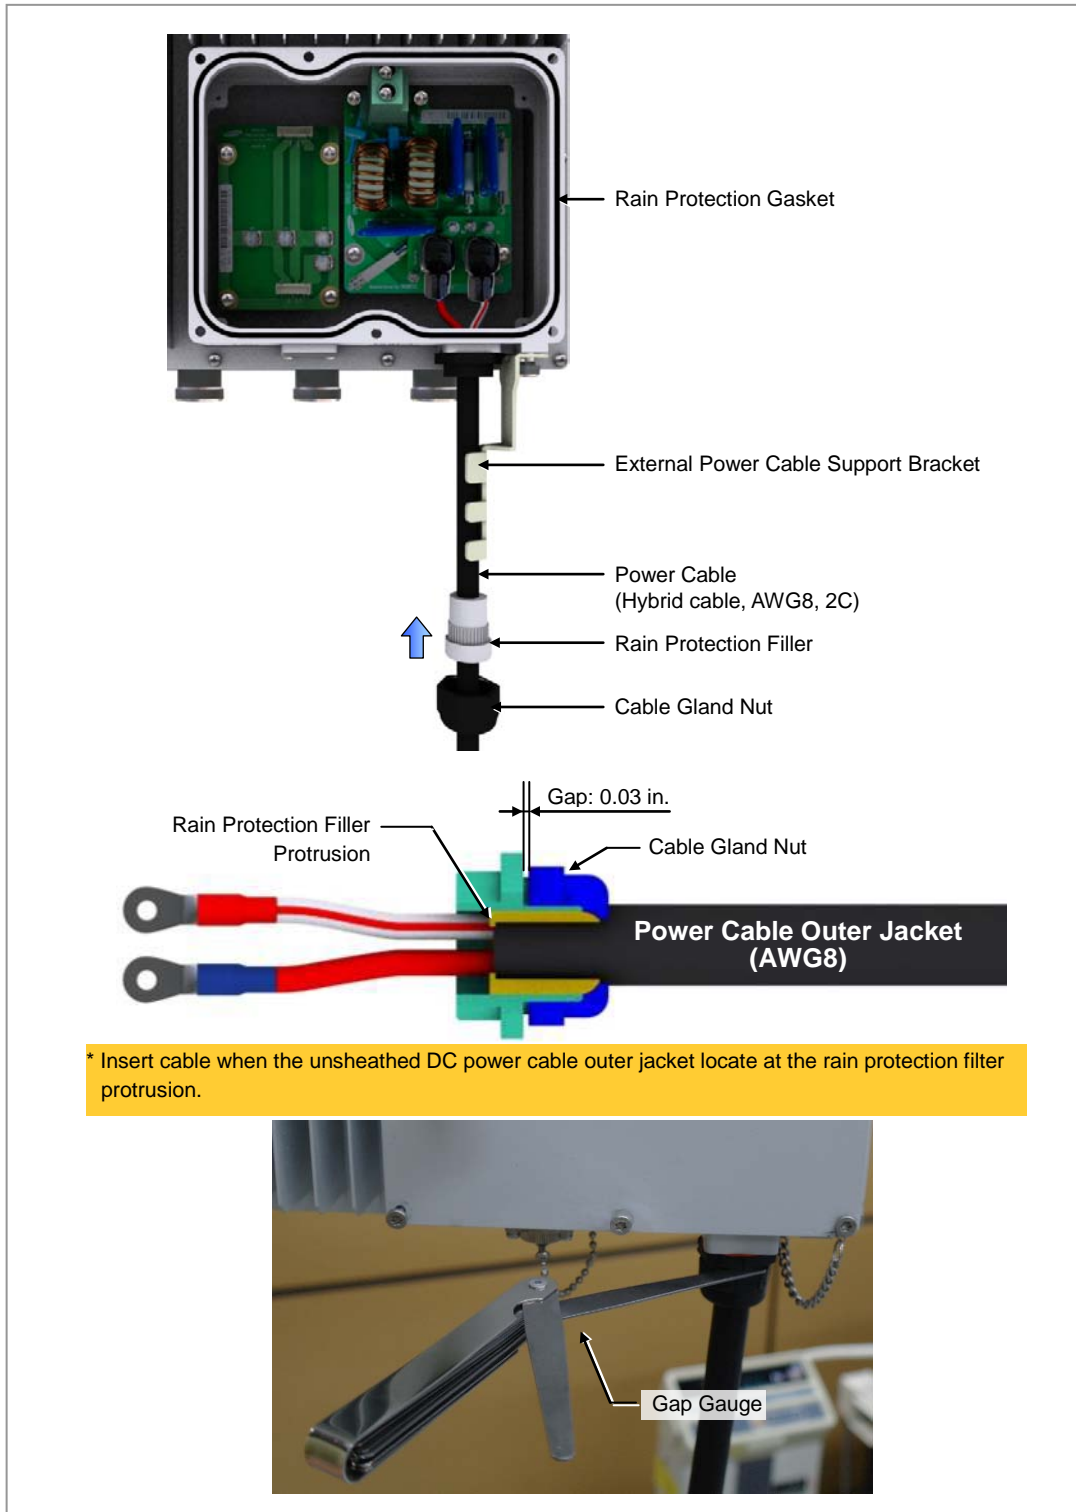 Rain Protection Gasket
External Power Cable Support Bracket
Power Cable
(Hybrid cable, AWG8, 2C)
Rain Protection Filler
Cable Gland Nut
Gap: 0.03 in.
Rain Protection Filler
Protrusion
Cable Gland Nut
Power Cable Outer Jacket
(AWG8)
* Insert cable when the unsheathed DC power cable outer jacket locate at the rain protection filter
protrusion.
Gap Gauge